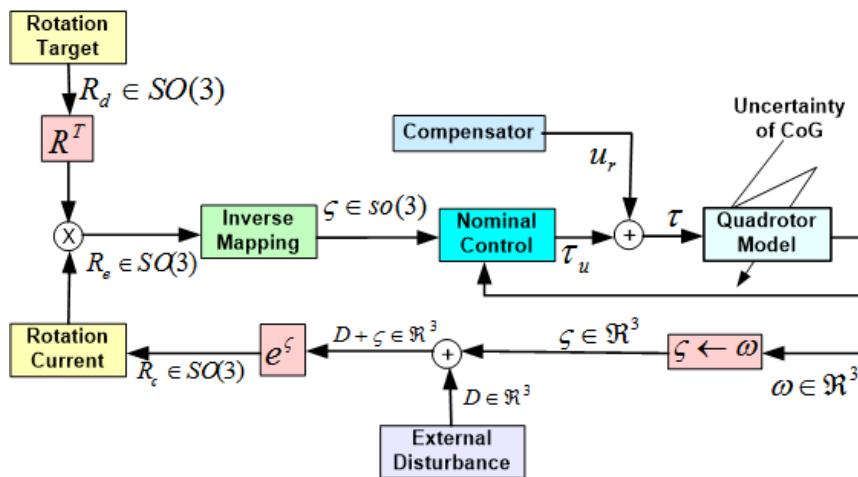 Rotation
Target
R_d ∈ SO(3)
R^T
X
R_e ∈ SO(3)
Inverse
Mapping
ς ∈ so(3)
Compensator
u_r
Nominal
Control
τ_u
+
τ
Uncertainty
of CoG
Quadrotor
Model
Rotation
Current
R_c ∈ SO(3)
e^ς
D + ς ∈ ℜ^3
+
D ∈ ℜ^3
External
Disturbance
ς ∈ ℜ^3
ς ← ω
ω ∈ ℜ^3